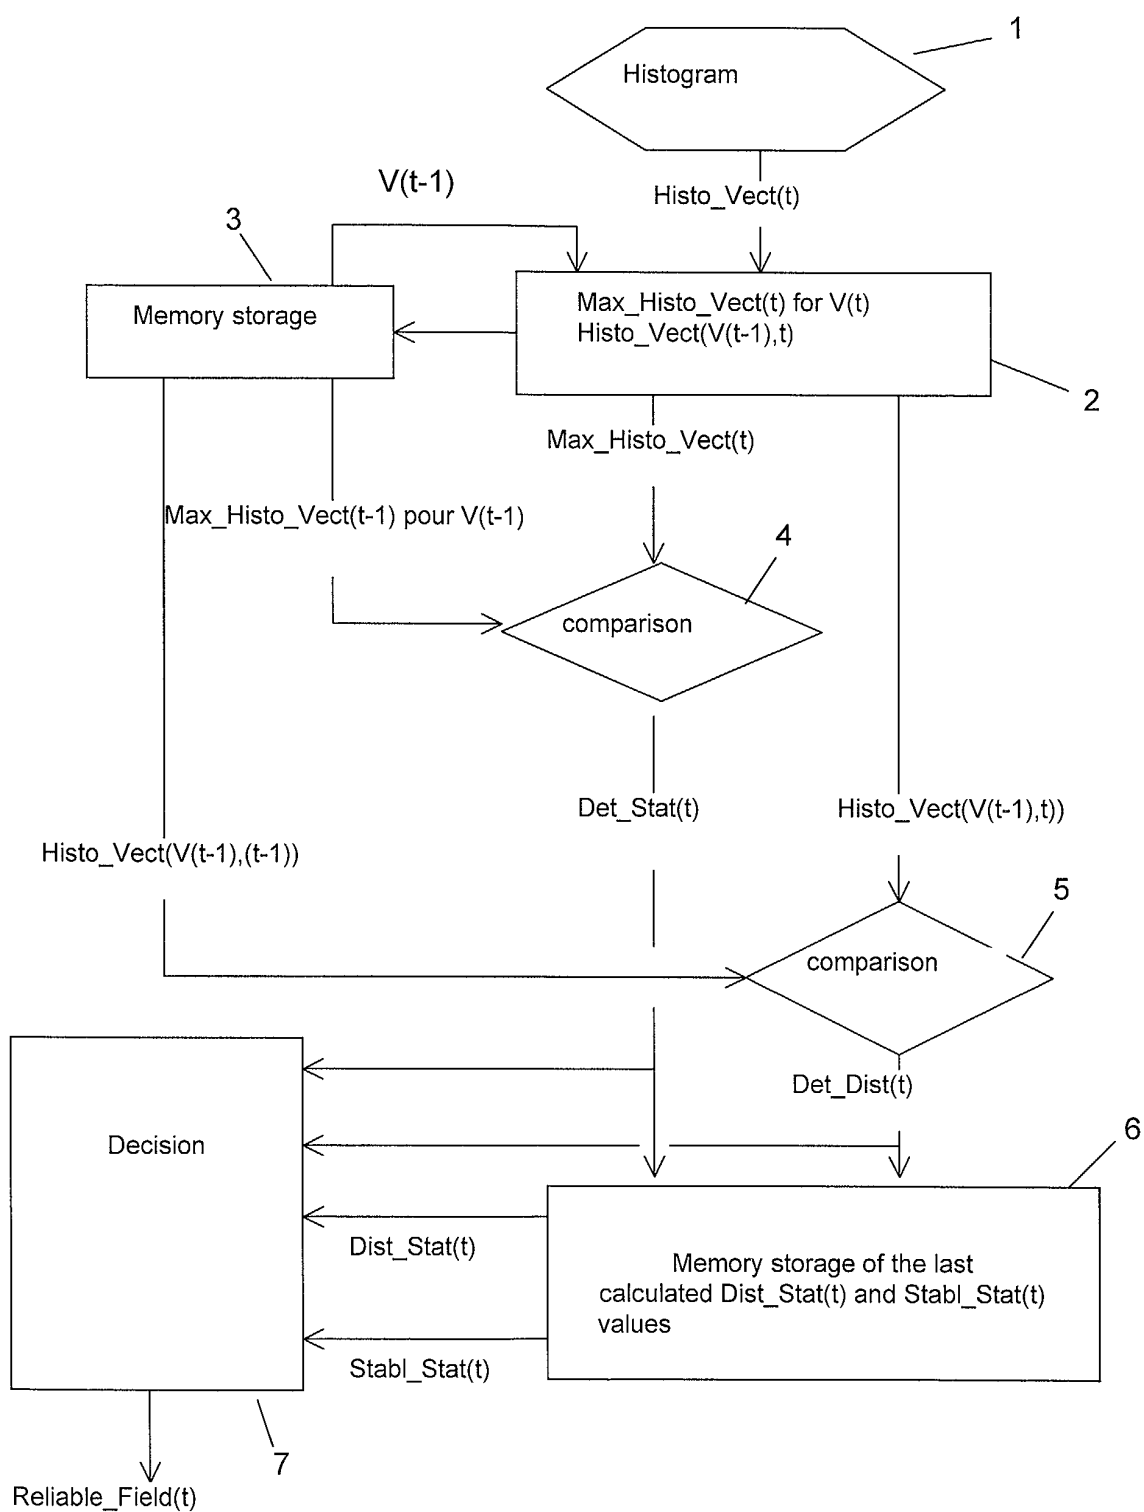 1
Histogram
V(t-1)
Histo_Vect(t)
3
Memory storage
Max_Histo_Vect(t) for V(t)
Histo_Vect(V(t-1),t)
2
Max_Histo_Vect(t)
Max_Histo_Vect(t-1) pour V(t-1)
4
comparison
Det_Stat(t)
Histo_Vect(V(t-1),t))
Histo_Vect(V(t-1),(t-1))
5
comparison
Det_Dist(t)
Decision
6
Dist_Stat(t)
Memory storage of the last
calculated Dist_Stat(t) and Stabl_Stat(t)
values
Stabl_Stat(t)
7
Reliable_Field(t)